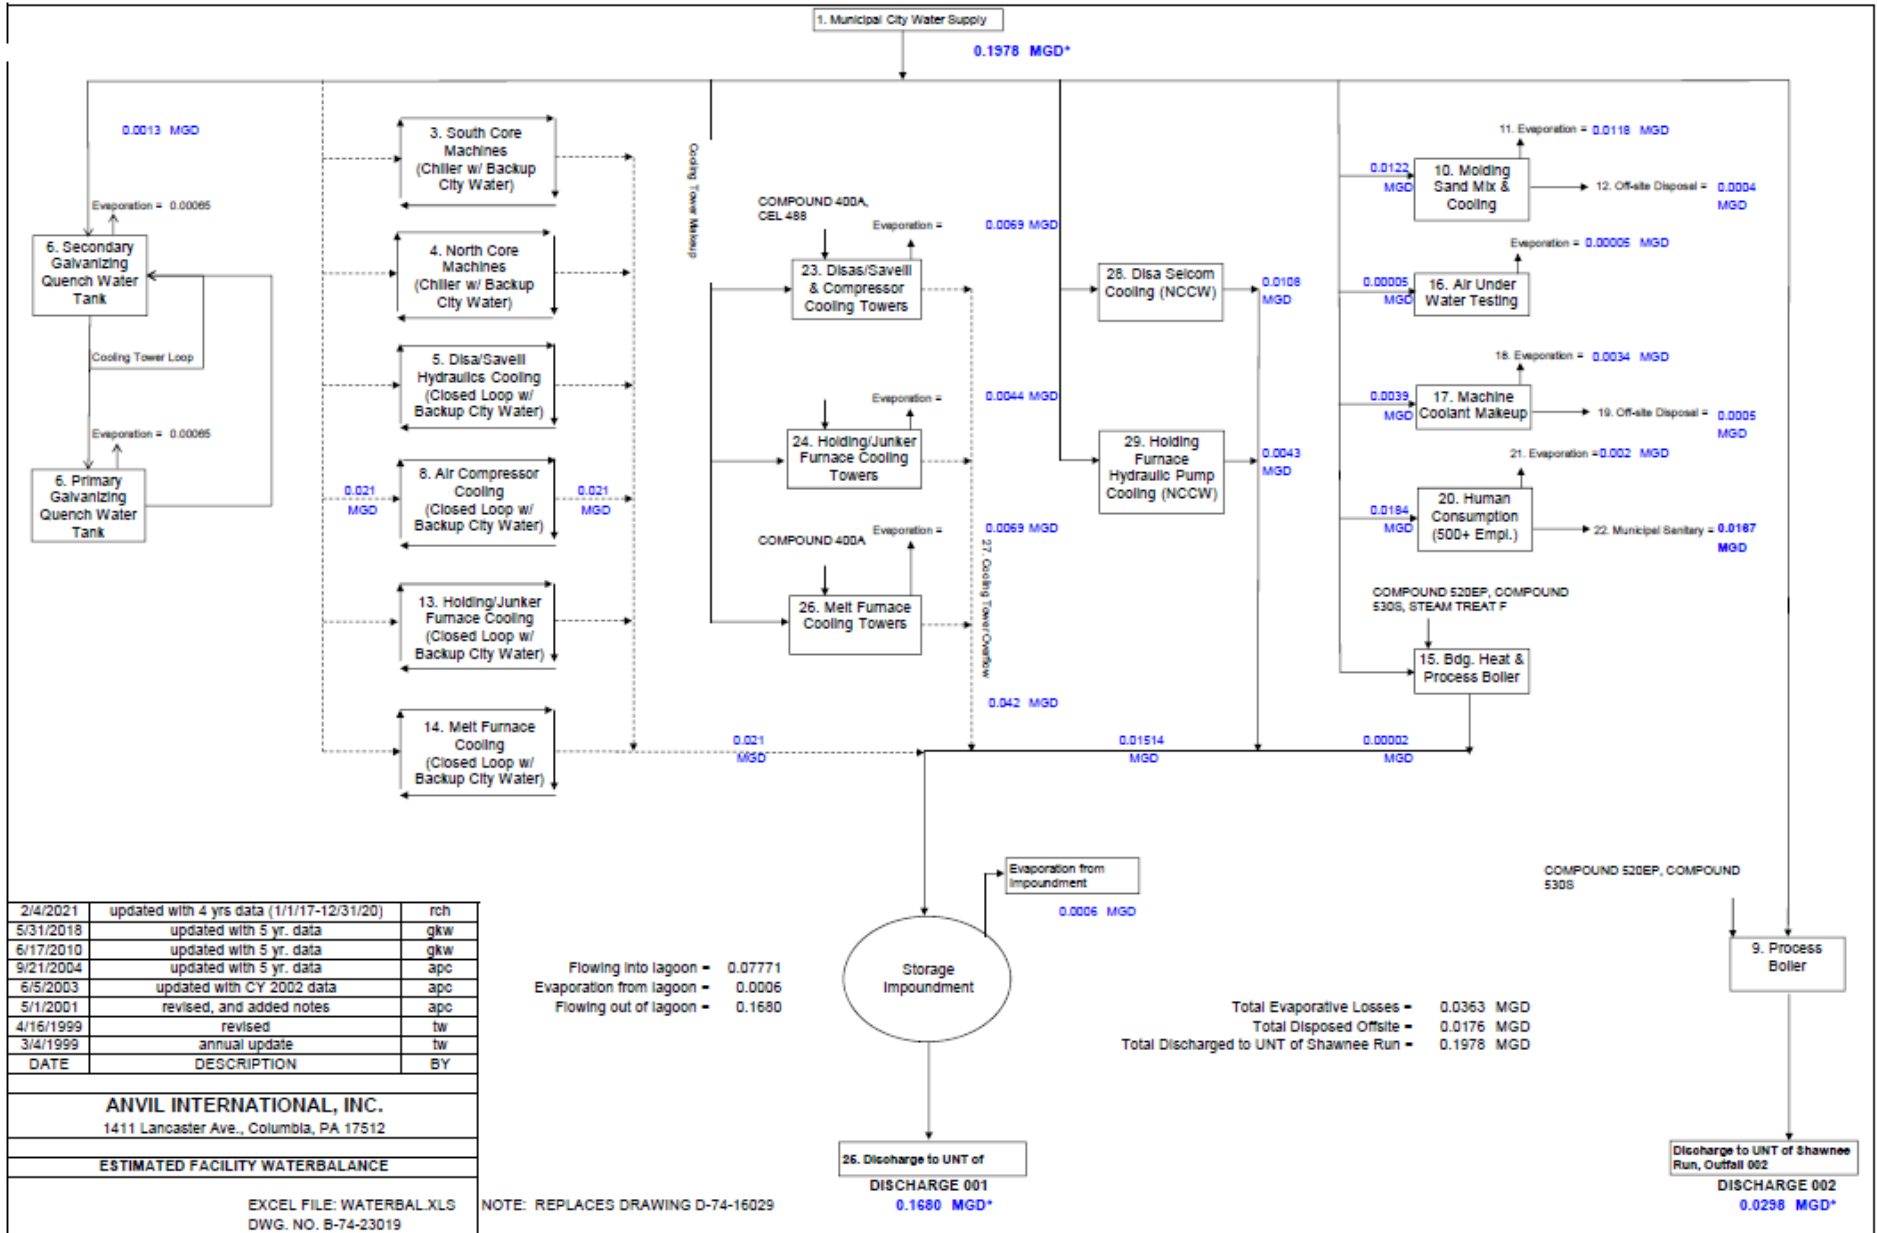 1. Municipal City Water Supply
0.1978 MGD*
0.0013 MGD
Evaporation = 0.00065
6. Secondary
Galvanizing
Quench Water
Tank
Cooling Tower Loop
Evaporation = 0.00065
6. Primary
Galvanizing
Quench Water
Tank
3. South Core
Machines
(Chiller w/ Backup
City Water)
4. North Core
Machines
(Chiller w/ Backup
City Water)
5. Disa/Savelli
Hydraulics Cooling
(Closed Loop w/
Backup City Water)
0.021
MGD
8. Air Compressor
Cooling
(Closed Loop w/
Backup City Water)
0.021
MGD
13. Holding/Junker
Furnace Cooling
(Closed Loop w/
Backup City Water)
14. Melt Furnace
Cooling
(Closed Loop w/
Backup City Water)
0.021
MGD
Cooling Tower Makeup
COMPOUND 400A,
CEL 488
Evaporation =
0.0069 MGD
23. Disas/Savelli
& Compressor
Cooling Towers
Evaporation =
0.0044 MGD
24. Holding/Junker
Furnace Cooling
Towers
COMPOUND 400A
Evaporation =
0.0069 MGD
26. Melt Furnace
Cooling Towers
27. Cooling Tower Overflow
0.042 MGD
28. Disa Selcom
Cooling (NCCW)
0.0108
MGD
29. Holding
Furnace
Hydraulic Pump
Cooling (NCCW)
0.0043
MGD
0.01514
MGD
0.00002
MGD
11. Evaporation = 0.0118 MGD
0.0122
MGD
10. Molding
Sand Mix &
Cooling
12. Off-site Disposal = 0.0004
MGD
Evaporation = 0.00005 MGD
0.00005
MGD
16. Air Under
Water Testing
18. Evaporation = 0.0034 MGD
0.0039
MGD
17. Machine
Coolant Makeup
19. Off-site Disposal = 0.0005
MGD
21. Evaporation =0.002 MGD
0.0184
MGD
20. Human
Consumption
(500+ Empl.)
22. Municipal Sanitary = 0.0167
MGD
COMPOUND 520EP, COMPOUND
530S, STEAM TREAT F
15. Bdg. Heat &
Process Boiler
Evaporation from
Impoundment
0.0006 MGD
Storage
Impoundment
Flowing into lagoon = 0.07771
Evaporation from lagoon = 0.0006
Flowing out of lagoon = 0.1680
Total Evaporative Losses = 0.0363 MGD
Total Disposed Offsite = 0.0176 MGD
Total Discharged to UNT of Shawnee Run = 0.1978 MGD
COMPOUND 520EP, COMPOUND
530S
9. Process
Boiler
25. Discharge to UNT of
DISCHARGE 001
0.1680 MGD*
Discharge to UNT of Shawnee
Run, Outfall 002
DISCHARGE 002
0.0298 MGD*
2/4/2021 updated with 4 yrs data (1/1/17-12/31/20) rch
5/31/2018 updated with 5 yr. data gkw
6/17/2010 updated with 5 yr. data gkw
9/21/2004 updated with 5 yr. data apc
6/5/2003 updated with CY 2002 data apc
5/1/2001 revised, and added notes apc
4/16/1999 revised tw
3/4/1999 annual update tw
DATE DESCRIPTION BY
ANVIL INTERNATIONAL, INC.
1411 Lancaster Ave., Columbia, PA 17512
ESTIMATED FACILITY WATERBALANCE
EXCEL FILE: WATERBAL.XLS
DWG. NO. B-74-23019
NOTE: REPLACES DRAWING D-74-16029